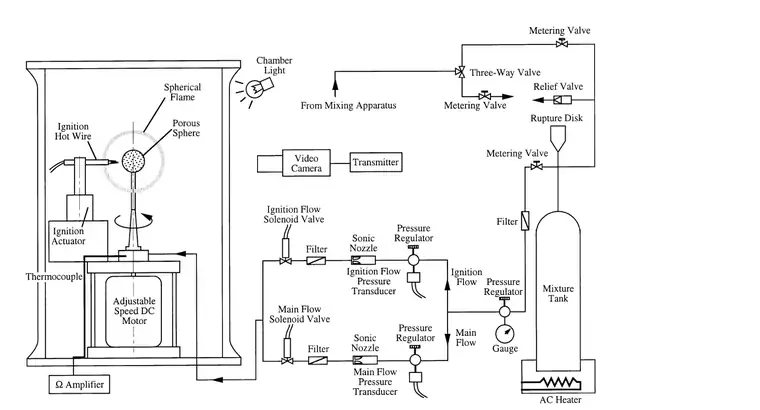 Metering Valve
Chamber
Light
Three-Way Valve
Spherical
Flame
Relief Valve
From Mixing Apparatus
Metering Valve
Rupture Disk
Porous
Sphere
Ignition
Hot Wire
Metering Valve
Video
Camera
Transmitter
Ignition Flow
Solenoid Valve
Filter
Pressure
Regulator
Ignition
Actuator
Sonic
Nozzle
Filter
Thermocouple
Ignition Flow
Pressure
Transducer
Ignition
Flow
Pressure
Regulator
Mixture
Tank
Adjustable
Speed DC
Motor
Main Flow
Solenoid Valve
Pressure
Regulator
Main
Flow
Sonic
Nozzle
Filter
Gauge
Main Flow
Pressure
Transducer
Ω Amplifier
AC Heater